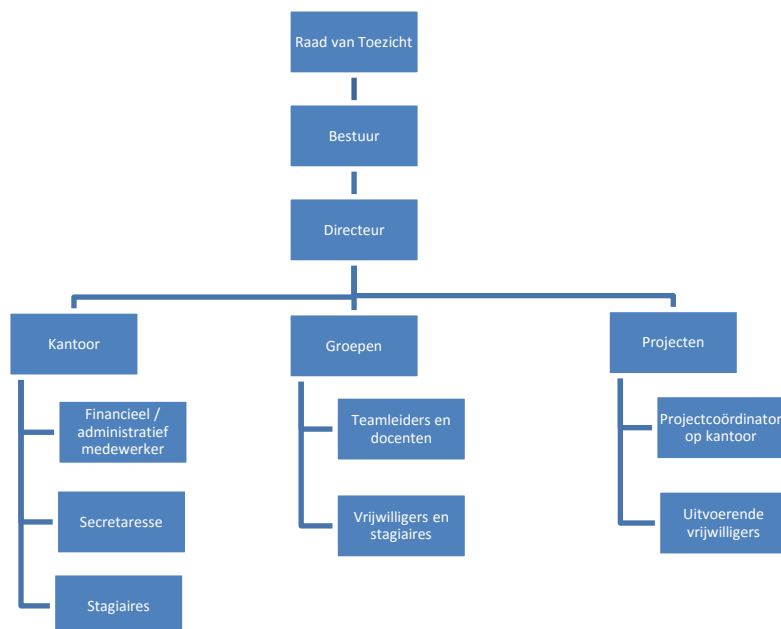 Raad van Toezicht
Bestuur
Directeur
Kantoor
Groepen
Projecten
Financieel /
administratief
medewerker
Teamleiders en
docenten
Projectcoördinator
op kantoor
Secretaresse
Vrijwilligers en
stagiaires
Uitvoerende
vrijwilligers
Stagiaires